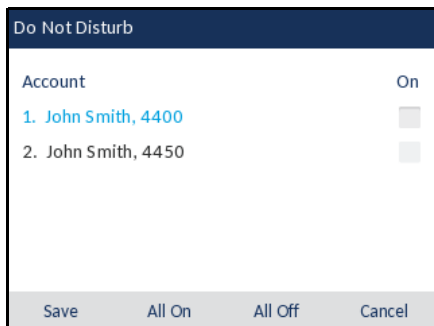 Do Not Disturb
Account On
1. John Smith, 4400
2. John Smith, 4450
Save All On All Off Cancel